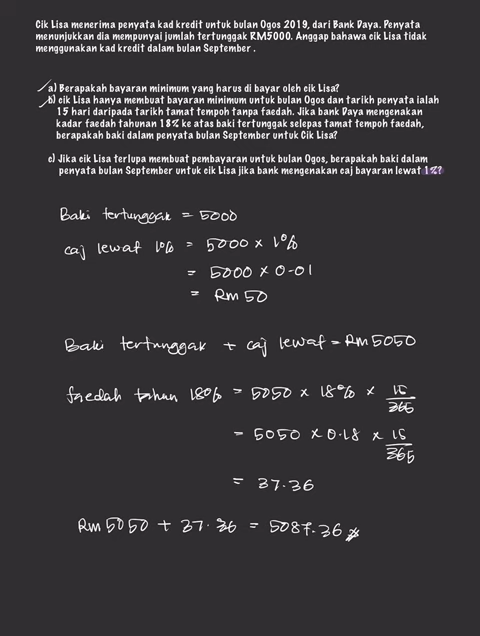 Cik Lisa menerima penyata kad kredit untuk bulan Ogos 2019, dari Bank Daya. Penyata
menunjukkan dia mempunyai jumlah tertunggak RM5000. Anggap bahawa cik Lisa tidak
menggunakan kad kredit dalam bulan September .
a) Berapakah bayaran minimum yang harus di bayar oleh cik Lisa?
b) cik Lisa hanya membuat bayaran minimum untuk bulan Ogos dan tarikh penyata ialah
15 hari daripada tarikh tamat tempoh tanpa faedah. Jika bank Daya mengenakan
kadar faedah tahunan 18% ke atas baki tertunggak selepas tamat tempoh faedah,
berapakah baki dalam penyata bulan September untuk Cik Lisa?
c) Jika cik Lisa terlupa membuat pembayaran untuk bulan Ogos, berapakah baki dalam
penyata bulan September untuk cik Lisa jika bank mengenakan caj bayaran lewat 1%?
Baki tertunggak = 5000
caj lewat 1% = 5000 x 1%
= 5000 x 0.01
= RM 50
Baki tertunggak + caj lewat = RM 5050
faedah tahun 18% = 5050 x 18% x 15/365
= 5050 x 0.18 x 15/365
= 37.36
RM 5050 + 37.36 = 5087.36